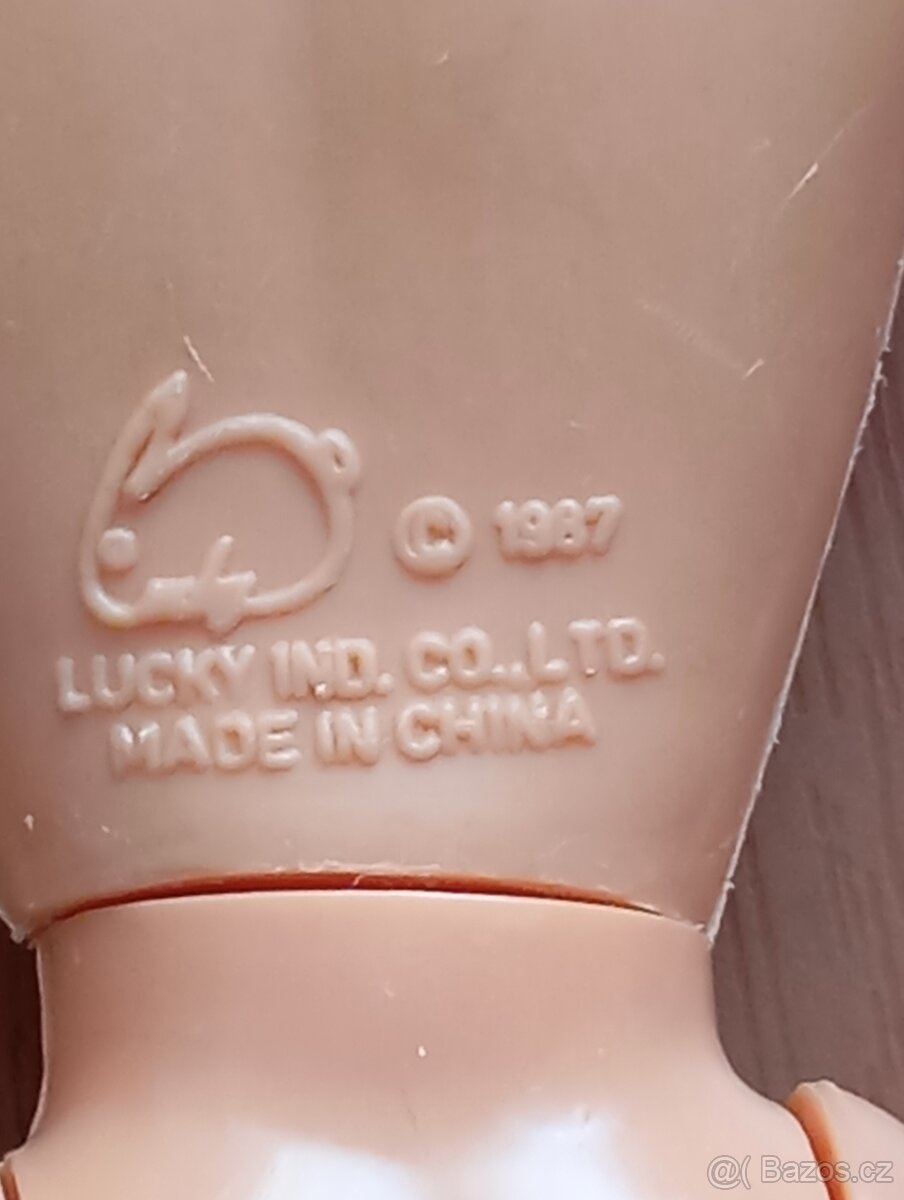 © 1987
LUCKY IND. CO.,LTD.
MADE IN CHINA
@( Bazos.cz